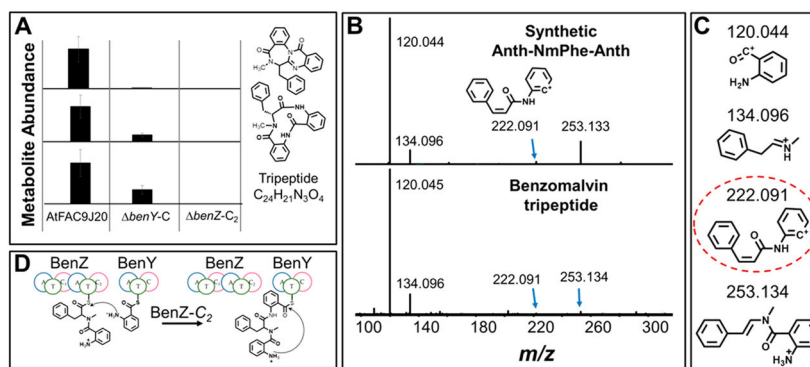 A
Metabolite Abundance
AtFAC9J20
ΔbenY-C
ΔbenZ-C2
Tripeptide
C24H21N3O4
B
120.044
Synthetic
Anth-NmPhe-Anth
134.096
222.091
253.133
120.045
Benzomalvin
tripeptide
134.096
222.091
253.134
100 140 180 220 260 300
m/z
C
120.044
134.096
222.091
253.134
D
BenZ
BenY
BenZ
BenY
BenZ-C2